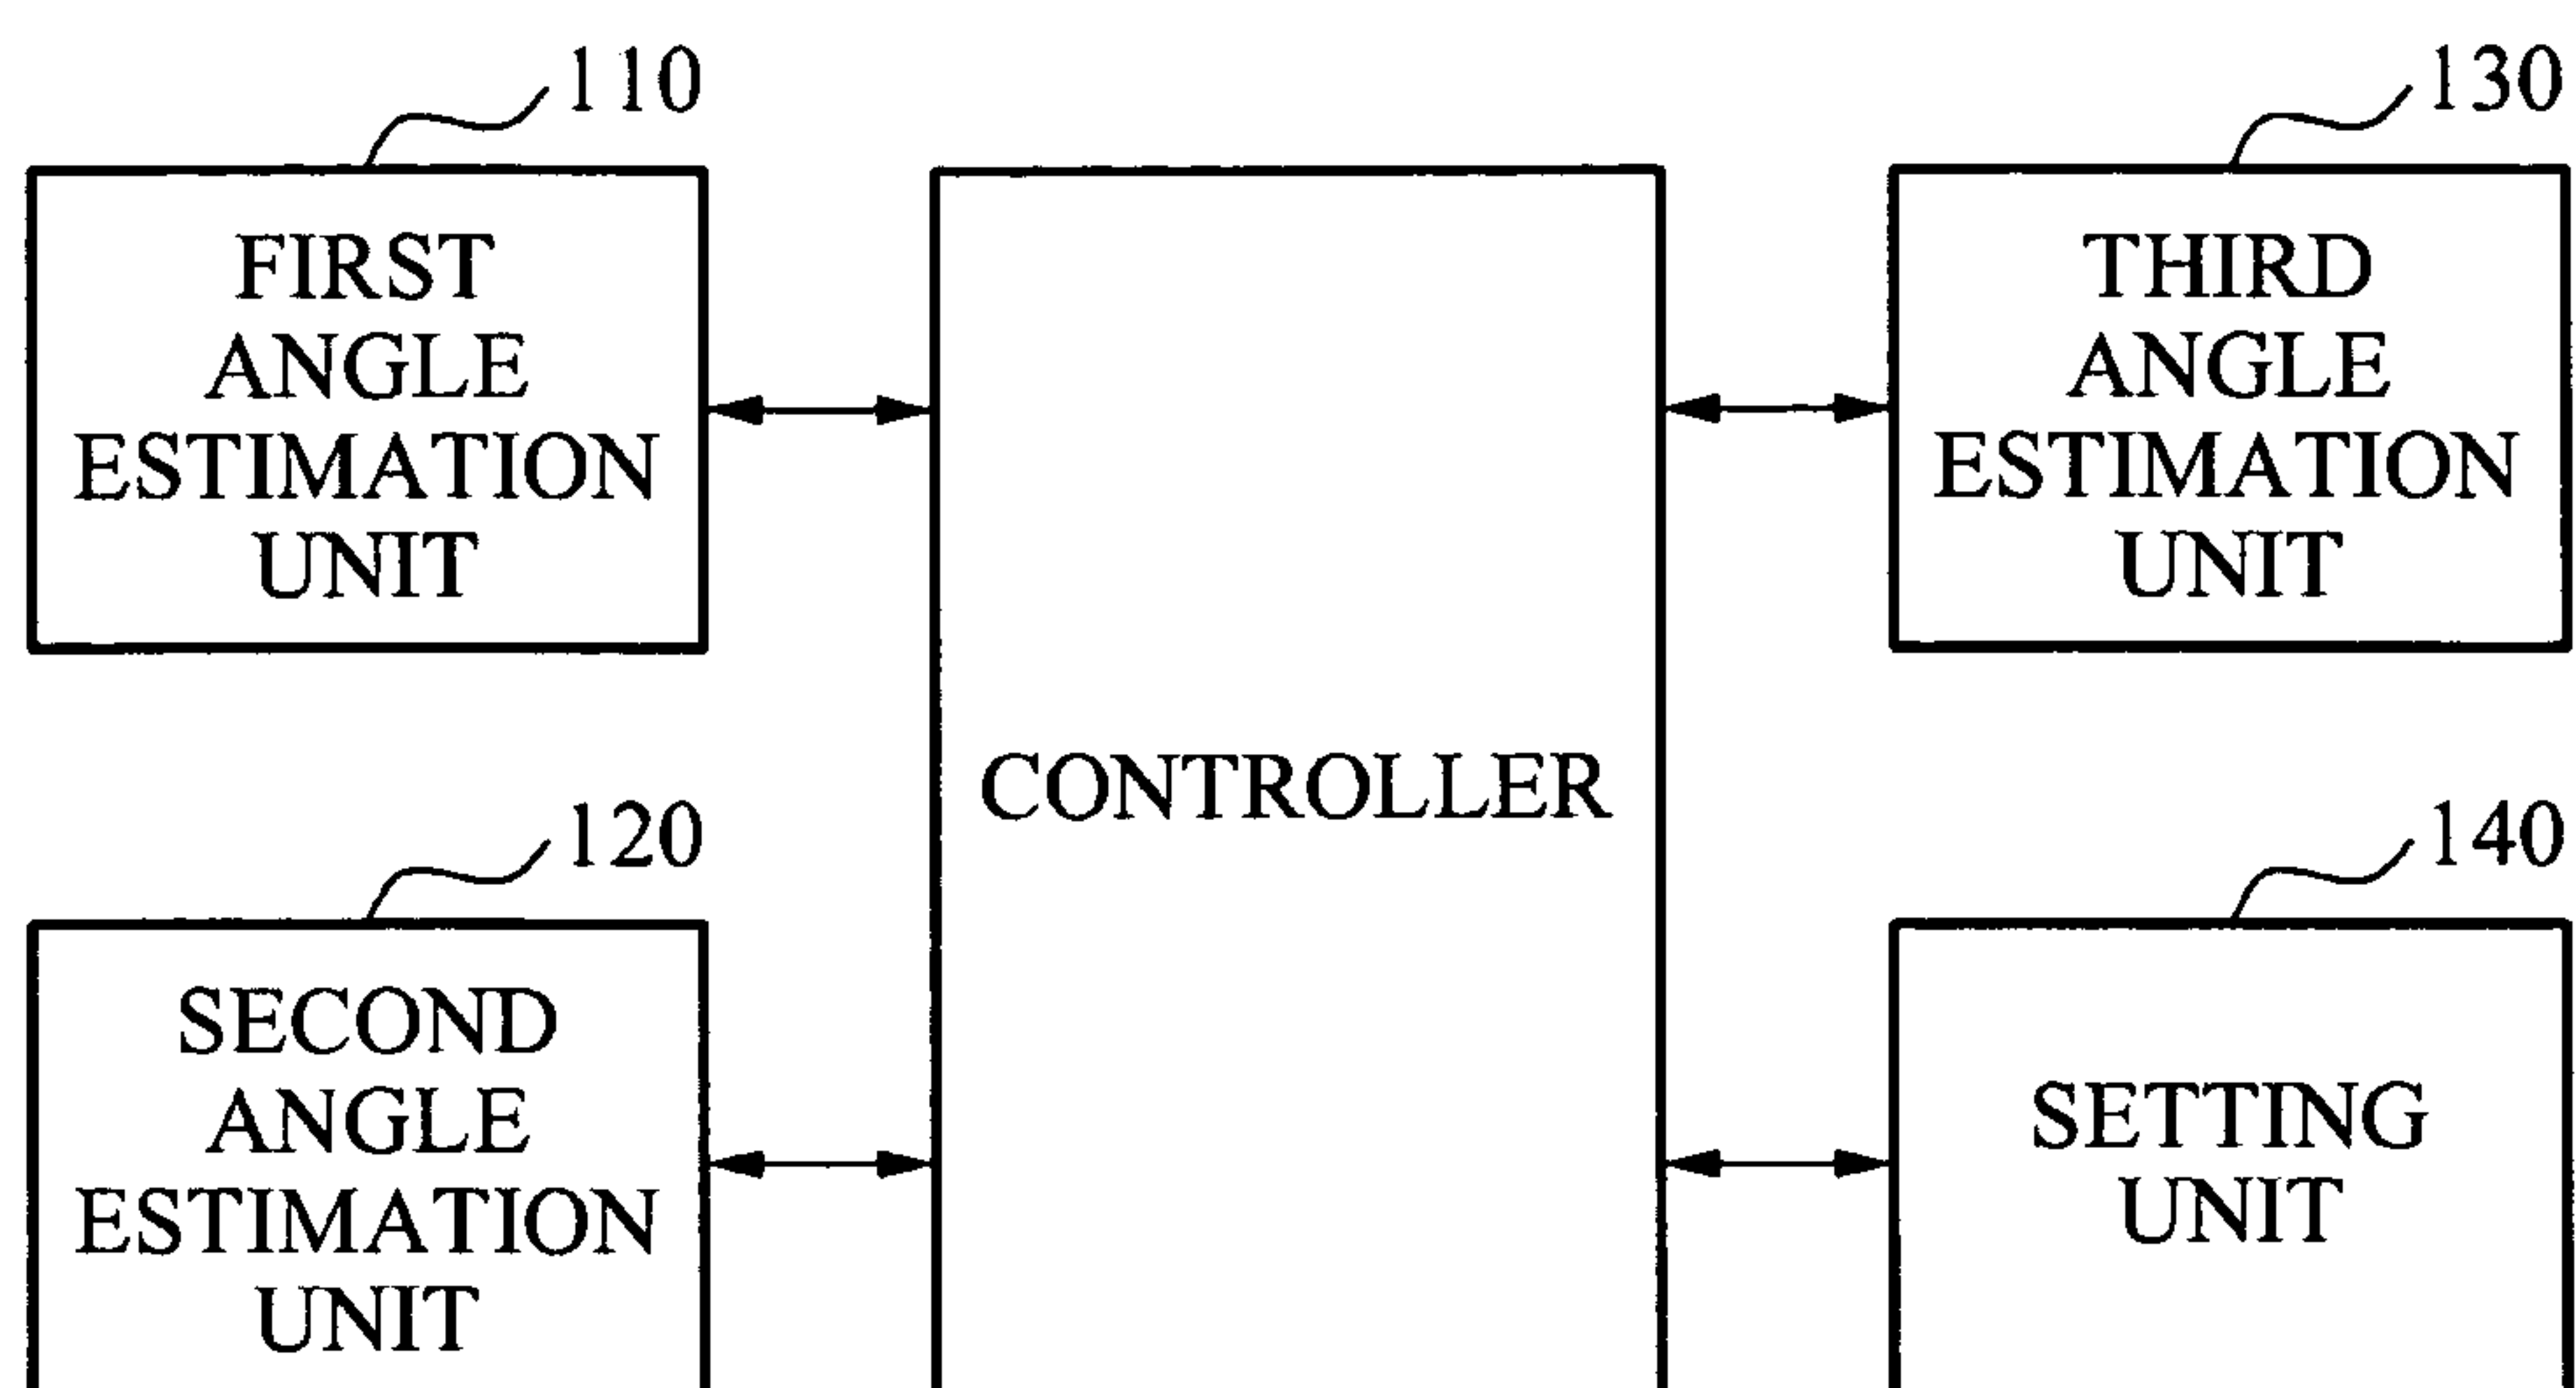 110
FIRST
ANGLE
ESTIMATION
UNIT
120
SECOND
ANGLE
ESTIMATION
UNIT
CONTROLLER
130
THIRD
ANGLE
ESTIMATION
UNIT
140
SETTING
UNIT